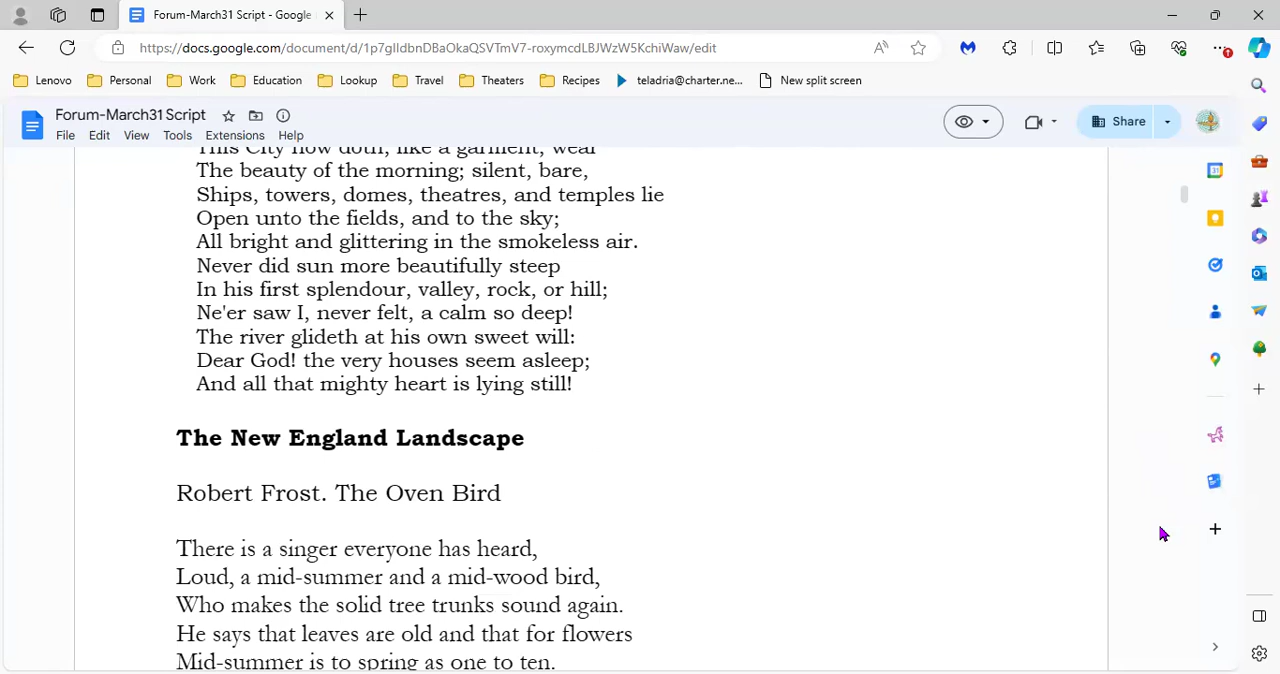 Forum-March31 Script - Google
https://docs.google.com/document/d/1p7glIdbnDBaOkaQSVTmV7-roxymcdLBJWzW5KchiWaw/edit
Lenovo Personal Work Education Lookup Travel Theaters Recipes teladria@charter.ne... New split screen
Forum-March31 Script
Share
File Edit View Tools Extensions Help
This City now doth, like a garment, wear
The beauty of the morning; silent, bare,
Ships, towers, domes, theatres, and temples lie
Open unto the fields, and to the sky;
All bright and glittering in the smokeless air.
Never did sun more beautifully steep
In his first splendour, valley, rock, or hill;
Ne'er saw I, never felt, a calm so deep!
The river glideth at his own sweet will:
Dear God! the very houses seem asleep;
And all that mighty heart is lying still!
The New England Landscape
Robert Frost. The Oven Bird
There is a singer everyone has heard,
Loud, a mid-summer and a mid-wood bird,
Who makes the solid tree trunks sound again.
He says that leaves are old and that for flowers
Mid-summer is to spring as one to ten.